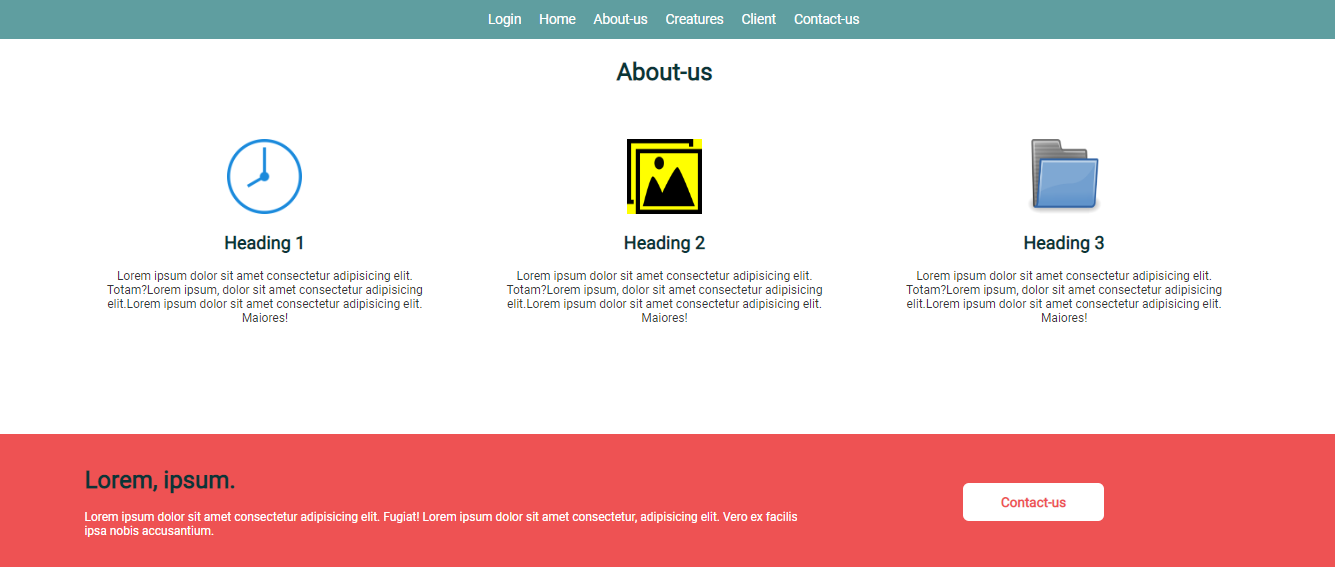 Login Home About-us Creatures Client Contact-us
About-us
Heading 1
Lorem ipsum dolor sit amet consectetur adipisicing elit.
Totam?Lorem ipsum, dolor sit amet consectetur adipisicing
elit.Lorem ipsum dolor sit amet consectetur adipisicing elit.
Maiores!
Heading 2
Lorem ipsum dolor sit amet consectetur adipisicing elit.
Totam?Lorem ipsum, dolor sit amet consectetur adipisicing
elit.Lorem ipsum dolor sit amet consectetur adipisicing elit.
Maiores!
Heading 3
Lorem ipsum dolor sit amet consectetur adipisicing elit.
Totam?Lorem ipsum, dolor sit amet consectetur adipisicing
elit.Lorem ipsum dolor sit amet consectetur adipisicing elit.
Maiores!
Lorem, ipsum.
Lorem ipsum dolor sit amet consectetur adipisicing elit. Fugiat! Lorem ipsum dolor sit amet consectetur, adipisicing elit. Vero ex facilis
ipsa nobis accusantium.
Contact-us